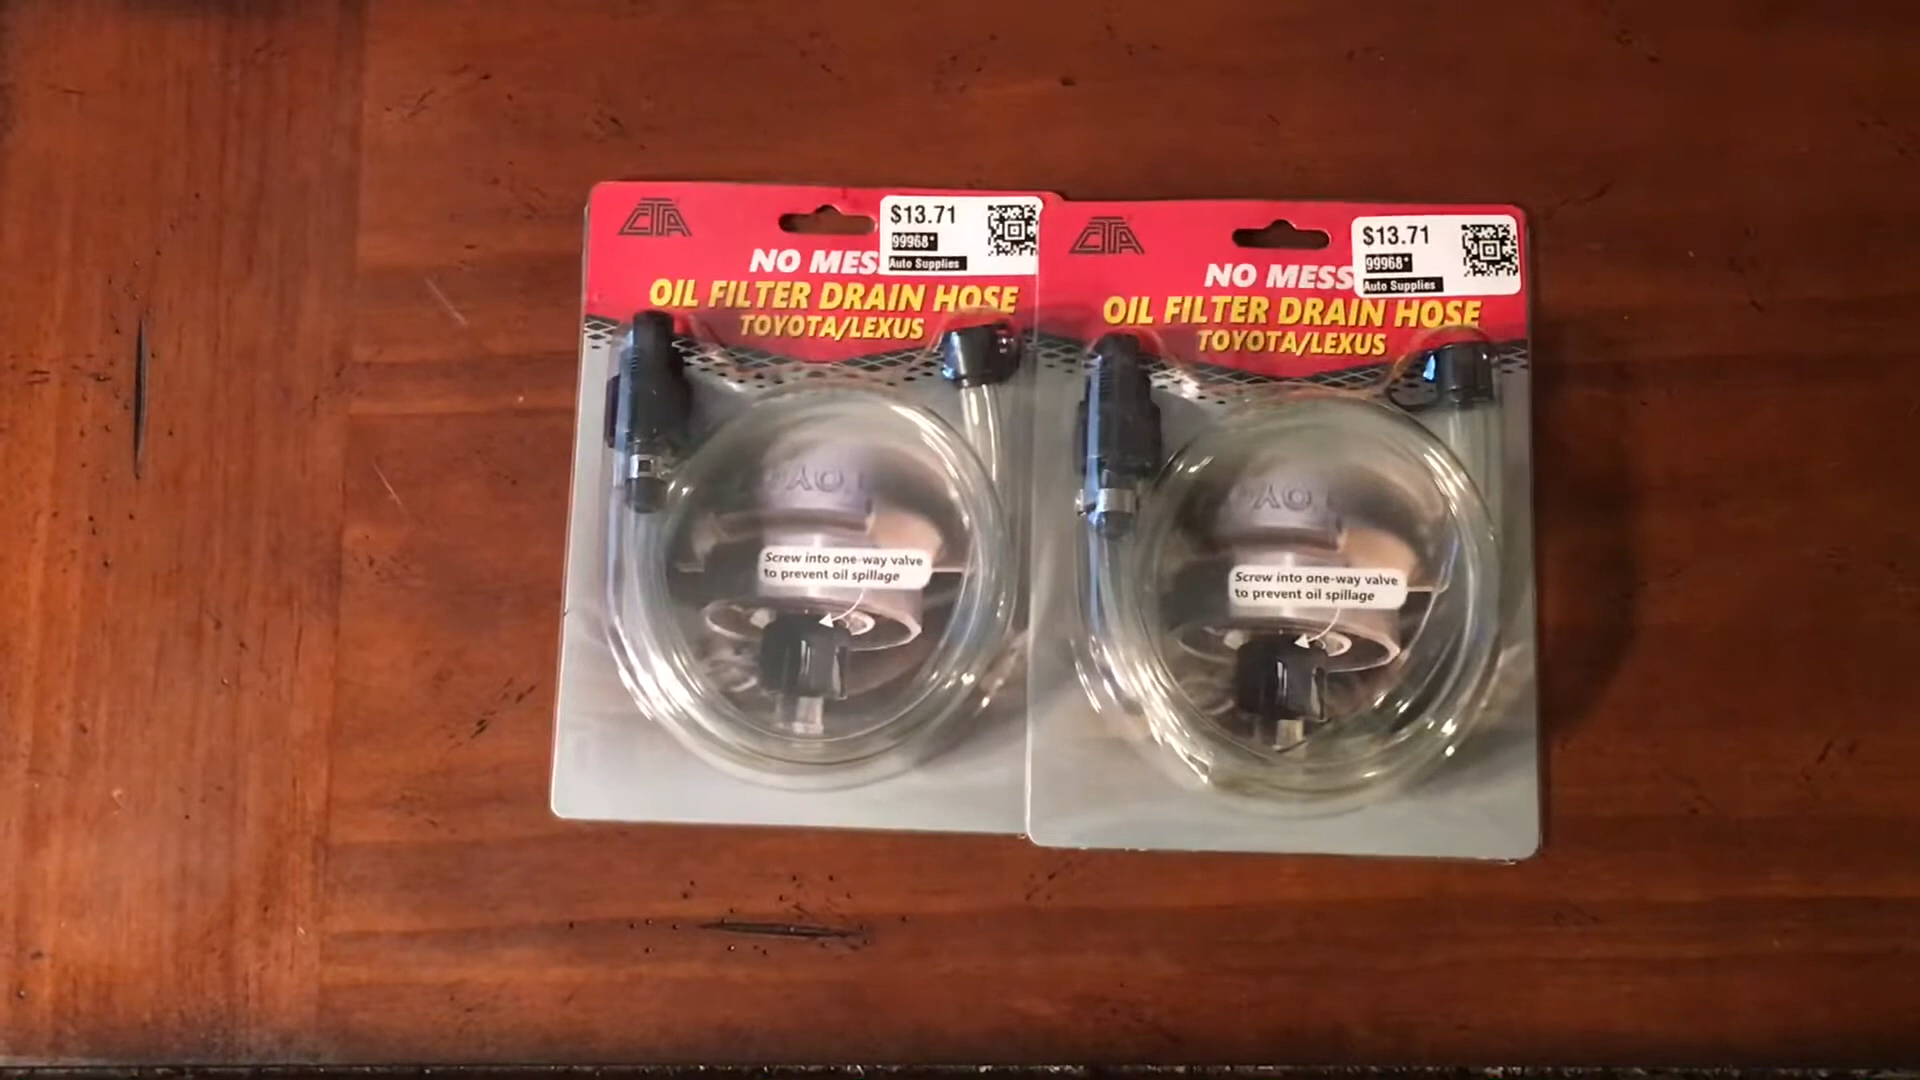 CTA
$13.71
99968*
Auto Supplies
NO MESS
OIL FILTER DRAIN HOSE
TOYOTA/LEXUS
Screw into one-way valve
to prevent oil spillage
CTA
$13.71
99968*
Auto Supplies
NO MESS
OIL FILTER DRAIN HOSE
TOYOTA/LEXUS
Screw into one-way valve
to prevent oil spillage